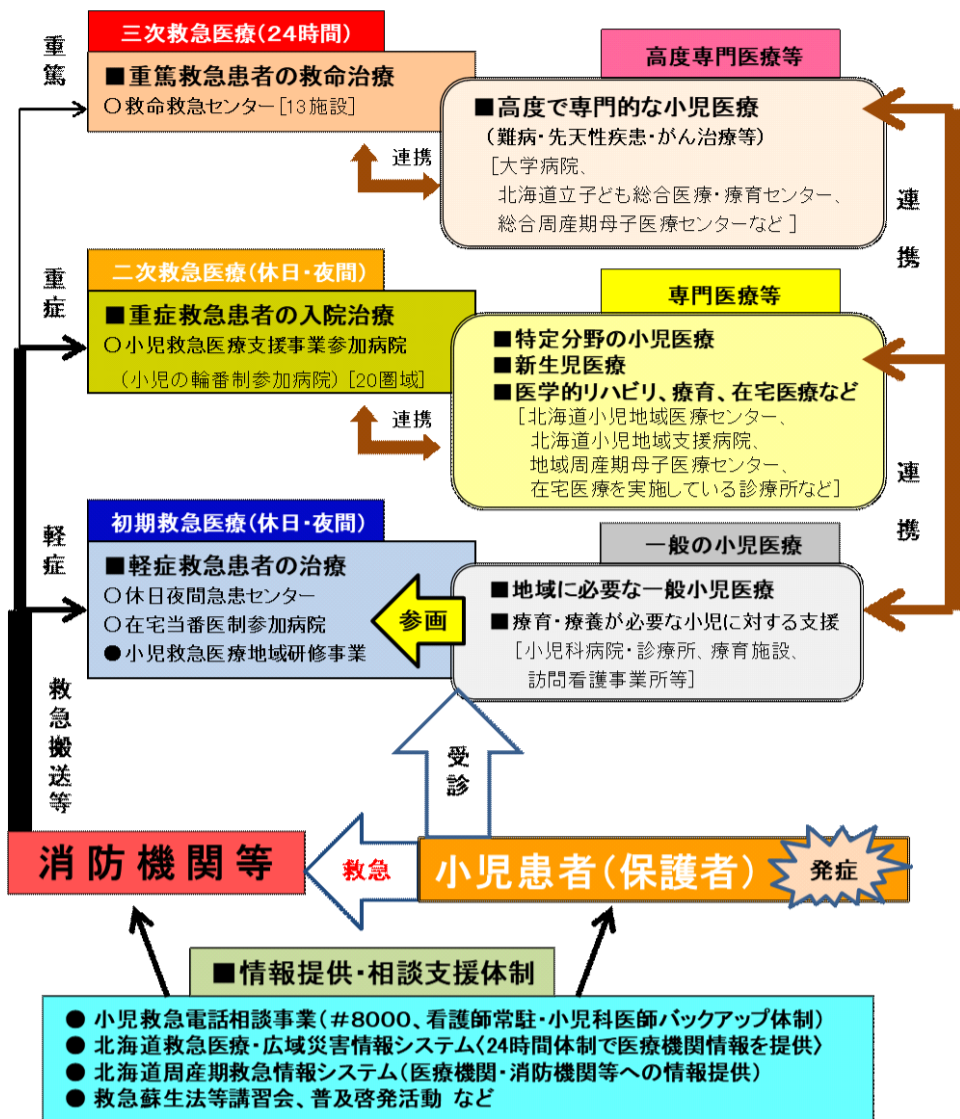 三次救急医療(24時間)
重篤
■重篤救急患者の救命治療
○救命救急センター[13施設]
高度専門医療等
■高度で専門的な小児医療
(難病・先天性疾患・がん治療等)
[大学病院、
北海道立子ども総合医療・療育センター、
総合周産期母子医療センターなど]
連携
連携
二次救急医療(休日・夜間)
重症
■重症救急患者の入院治療
○小児救急医療支援事業参加病院
(小児の輪番制参加病院)[20圏域]
専門医療等
■特定分野の小児医療
■新生児医療
■医学的リハビリ、療育、在宅医療など
[北海道小児地域医療センター、
北海道小児地域支援病院、
地域周産期母子医療センター、
在宅医療を実施している診療所など]
連携
連携
初期救急医療(休日・夜間)
軽症
■軽症救急患者の治療
○休日夜間急患センター
○在宅当番医制参加病院
●小児救急医療地域研修事業
参画
一般の小児医療
■地域に必要な一般小児医療
■療育・療養が必要な小児に対する支援
[小児科病院・診療所、療育施設、
訪問看護事業所等]
救急搬送等
受診
消防機関等
救急
小児患者(保護者)
発症
■情報提供・相談支援体制
● 小児救急電話相談事業(#8000、看護師常駐・小児科医師バックアップ体制)
● 北海道救急医療・広域災害情報システム〈24時間体制で医療機関情報を提供〉
● 北海道周産期救急情報システム(医療機関・消防機関等への情報提供)
● 救急蘇生法等講習会、普及啓発活動 など